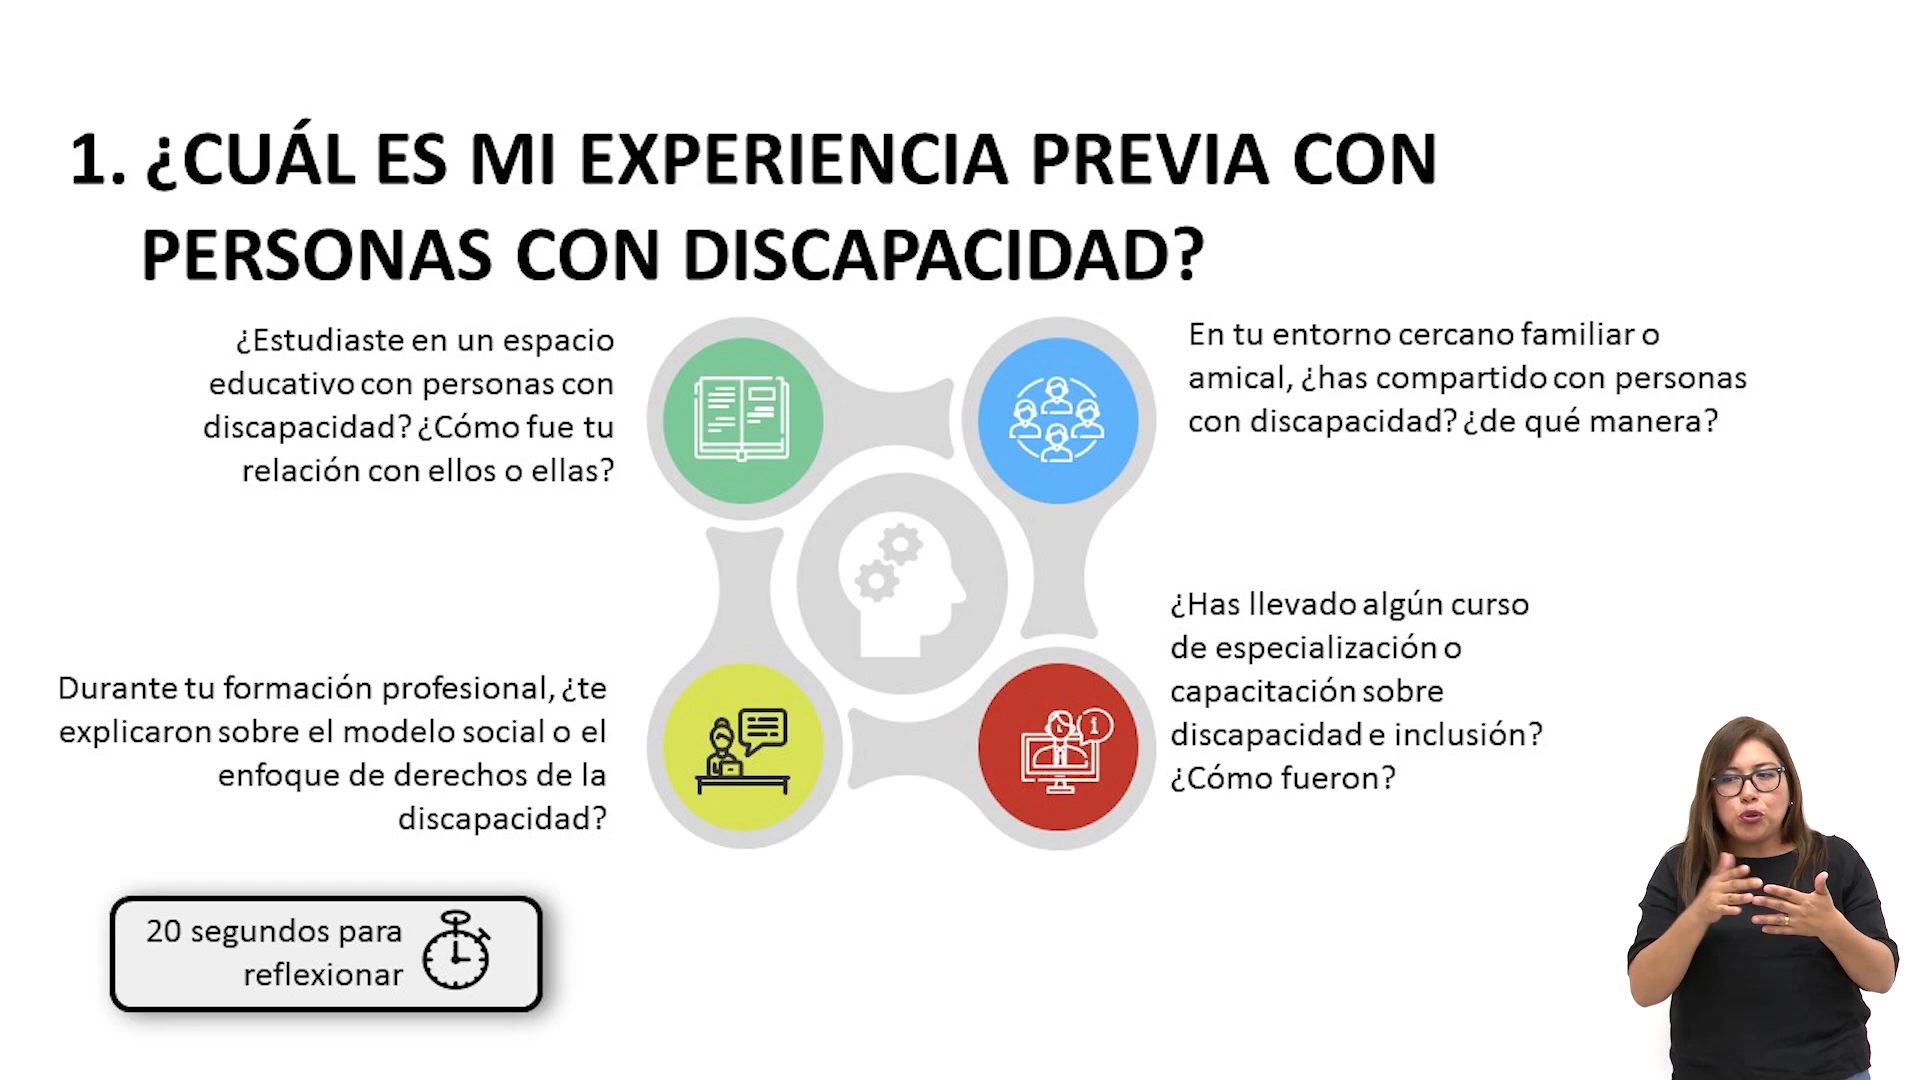 1. ¿CUÁL ES MI EXPERIENCIA PREVIA CON
PERSONAS CON DISCAPACIDAD?
¿Estudiaste en un espacio
educativo con personas con
discapacidad? ¿Cómo fue tu
relación con ellos o ellas?
En tu entorno cercano familiar o
amical, ¿has compartido con personas
con discapacidad? ¿de qué manera?
Durante tu formación profesional, ¿te
explicaron sobre el modelo social o el
enfoque de derechos de la
discapacidad?
¿Has llevado algún curso
de especialización o
capacitación sobre
discapacidad e inclusión?
¿Cómo fueron?
20 segundos para
reflexionar